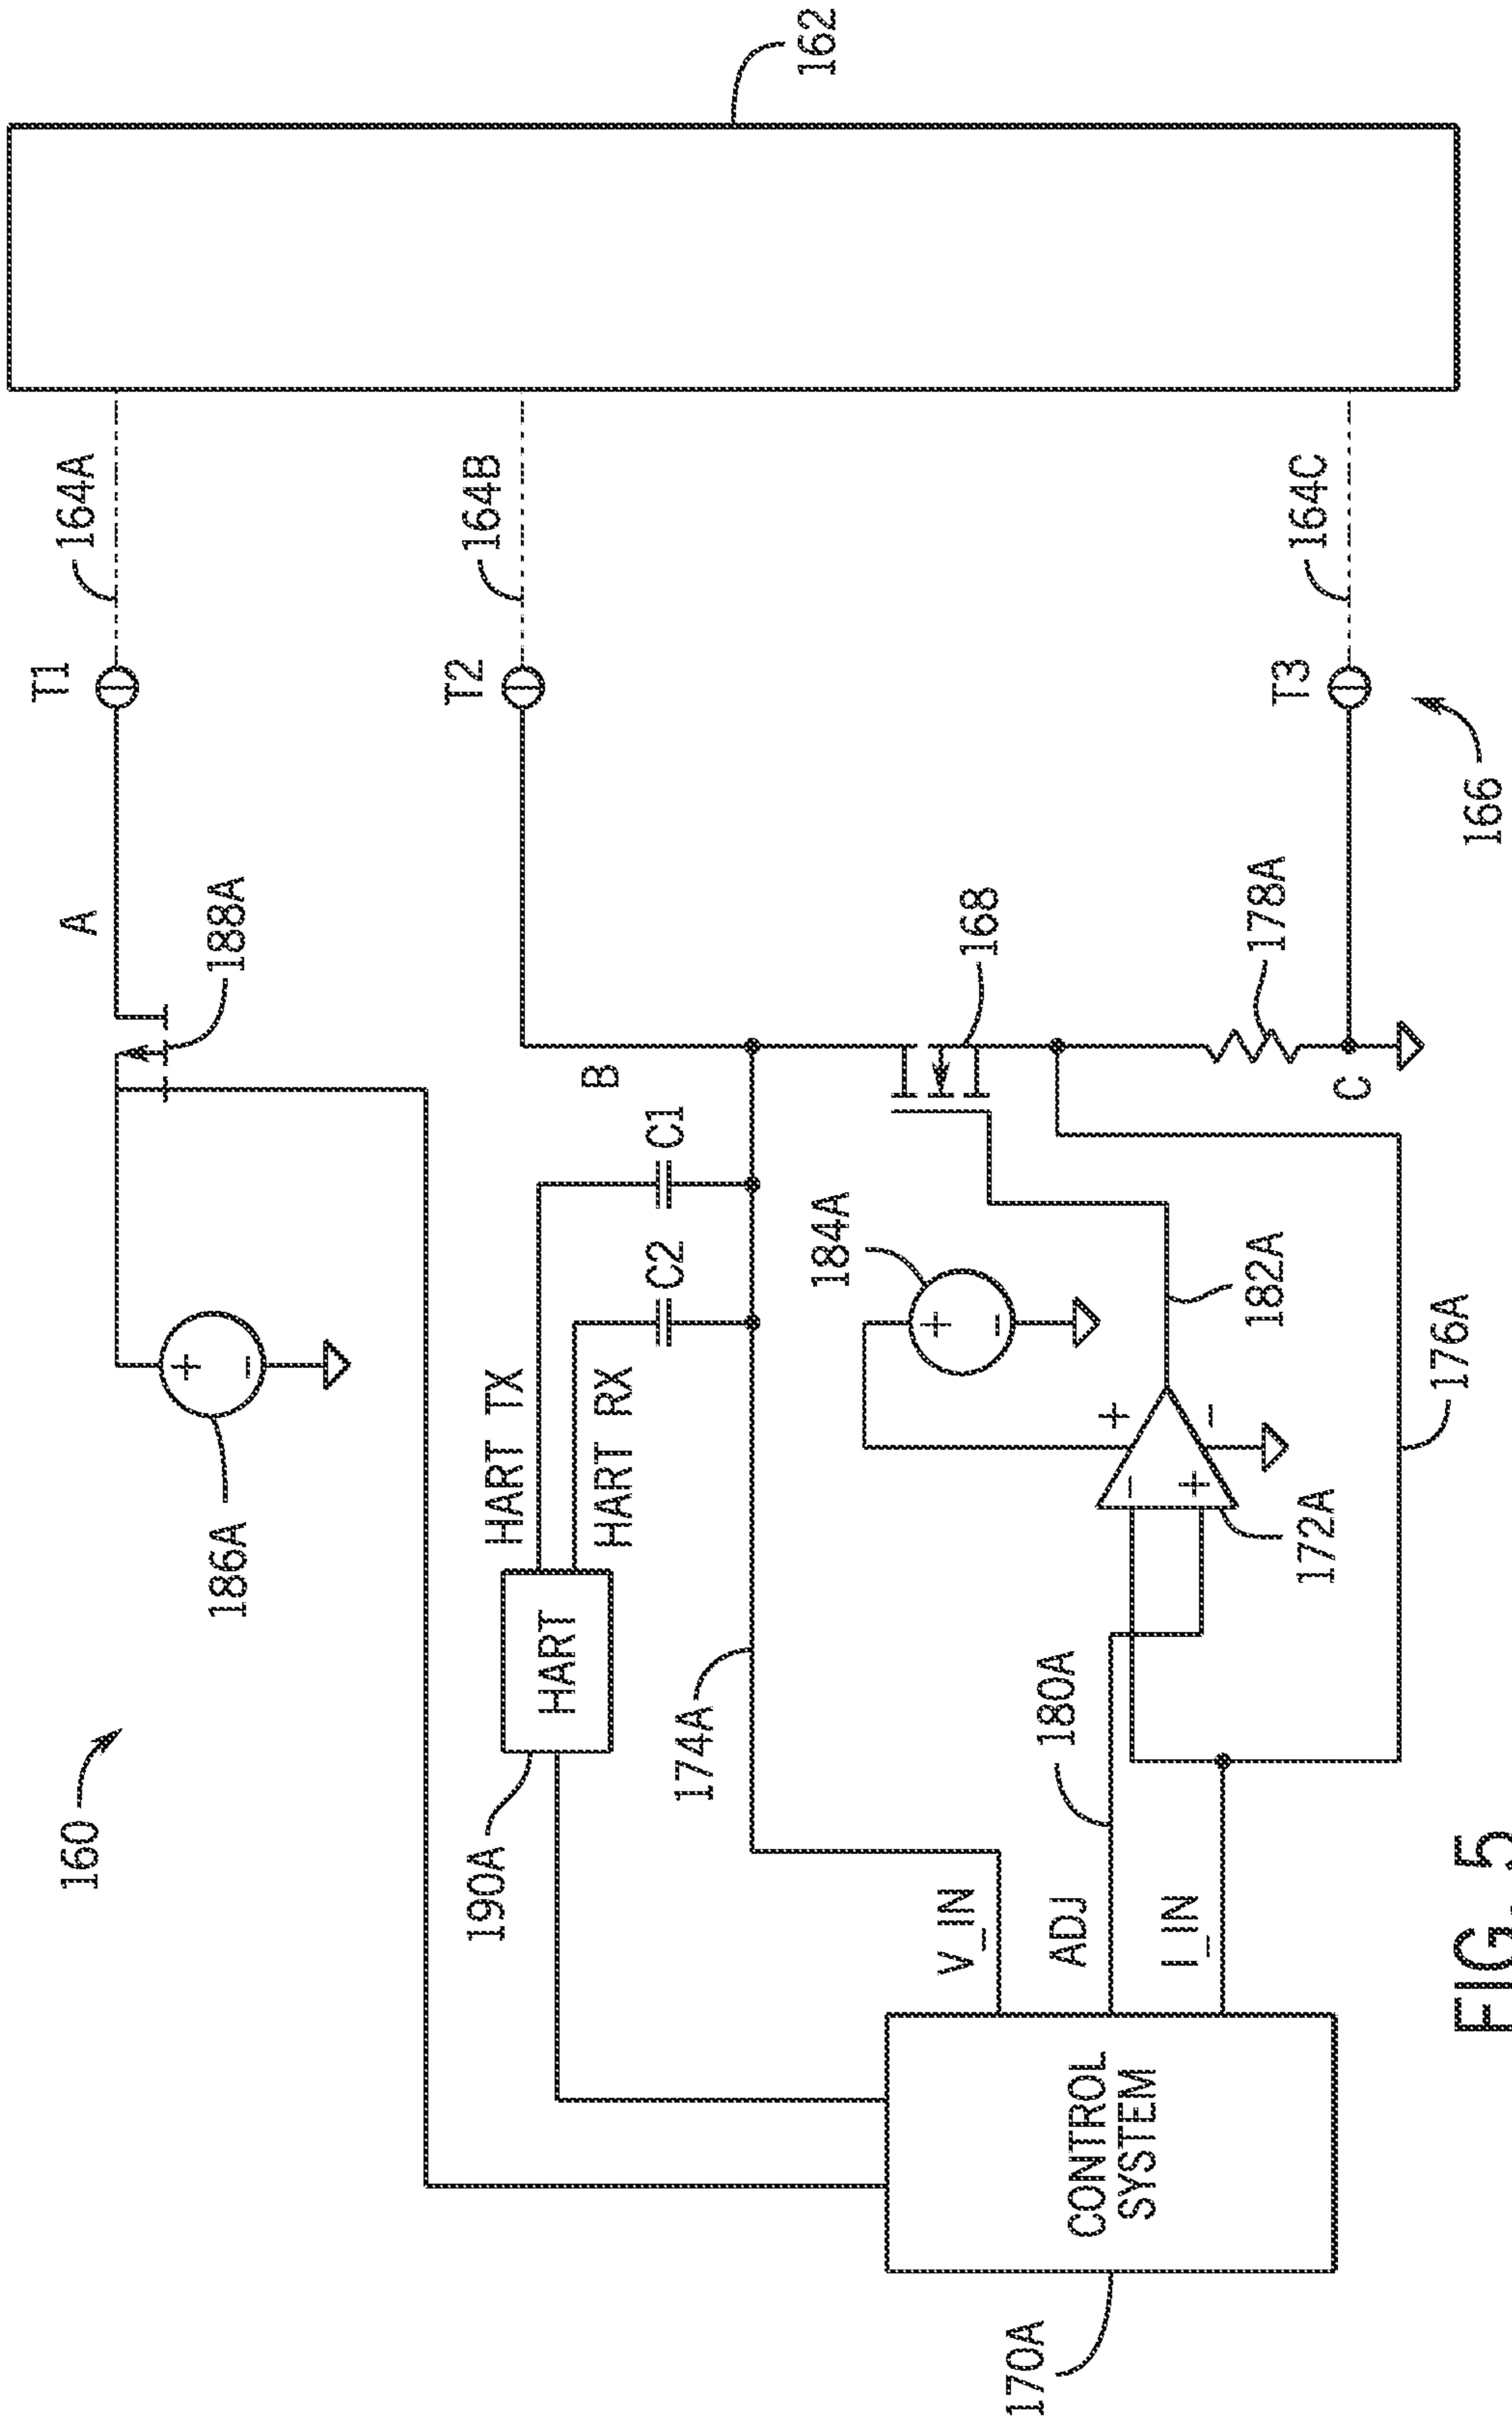 160
186A
188A
A
T1
164A
162
HART TX
HART RX
HART
190A
C2
C1
B
T2
164B
174A
V_IN
ADJ
I_IN
180A
184A
168
182A
172A
176A
178A
C
T3
164C
166
CONTROL
SYSTEM
170A
+
-
+
-
+
-
-
+
FIG. 5